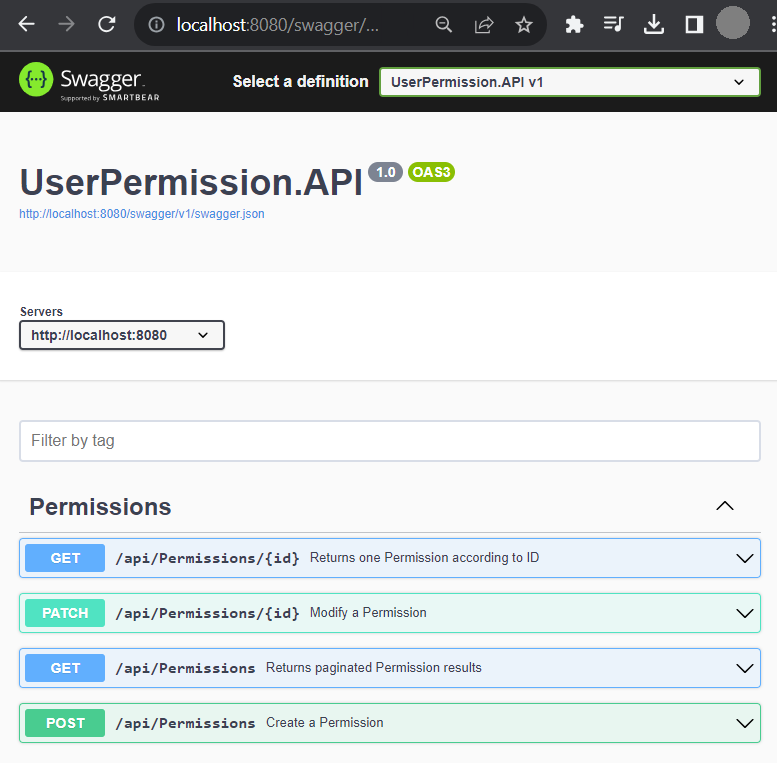 localhost:8080/swagger/...
Swagger
Supported by SMARTBEAR
Select a definition
UserPermission.API v1
UserPermission.API 1.0 OAS3
http://localhost:8080/swagger/v1/swagger.json
Servers
http://localhost:8080
Filter by tag
Permissions
GET /api/Permissions/{id} Returns one Permission according to ID
PATCH /api/Permissions/{id} Modify a Permission
GET /api/Permissions Returns paginated Permission results
POST /api/Permissions Create a Permission